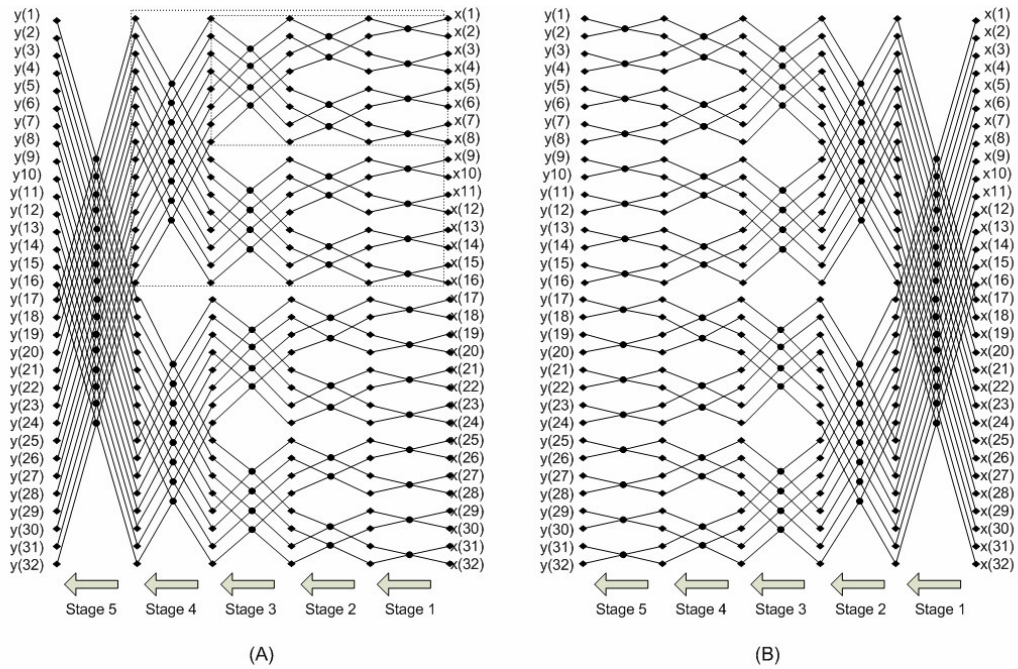 y(1)
y(2)
y(3)
y(4)
y(5)
y(6)
y(7)
y(8)
y(9)
y10)
y(11)
y(12)
y(13)
y(14)
y(15)
y(16)
y(17)
y(18)
y(19)
y(20)
y(21)
y(22)
y(23)
y(24)
y(25)
y(26)
y(27)
y(28)
y(29)
y(30)
y(31)
y(32)
x(1)
x(2)
x(3)
x(4)
x(5)
x(6)
x(7)
x(8)
x(9)
x10)
x11)
x(12)
x(13)
x(14)
x(15)
x(16)
x(17)
x(18)
x(19)
x(20)
x(21)
x(22)
x(23)
x(24)
x(25)
x(26)
x(27)
x(28)
x(29)
x(30)
x(31)
x(32)
Stage 5 Stage 4 Stage 3 Stage 2 Stage 1
(A)
y(1)
y(2)
y(3)
y(4)
y(5)
y(6)
y(7)
y(8)
y(9)
y(10)
y(11)
y(12)
y(13)
y(14)
y(15)
y(16)
y(17)
y(18)
y(19)
y(20)
y(21)
y(22)
y(23)
y(24)
y(25)
y(26)
y(27)
y(28)
y(29)
y(30)
y(31)
y(32)
x(1)
x(2)
x(3)
x(4)
x(5)
x(6)
x(7)
x(8)
x(9)
x(10)
x11)
x(12)
x(13)
x(14)
x(15)
x(16)
x(17)
x(18)
x(19)
x(20)
x(21)
x(22)
x(23)
x(24)
x(25)
x(26)
x(27)
x(28)
x(29)
x(30)
x(31)
x(32)
Stage 5 Stage 4 Stage 3 Stage 2 Stage 1
(B)